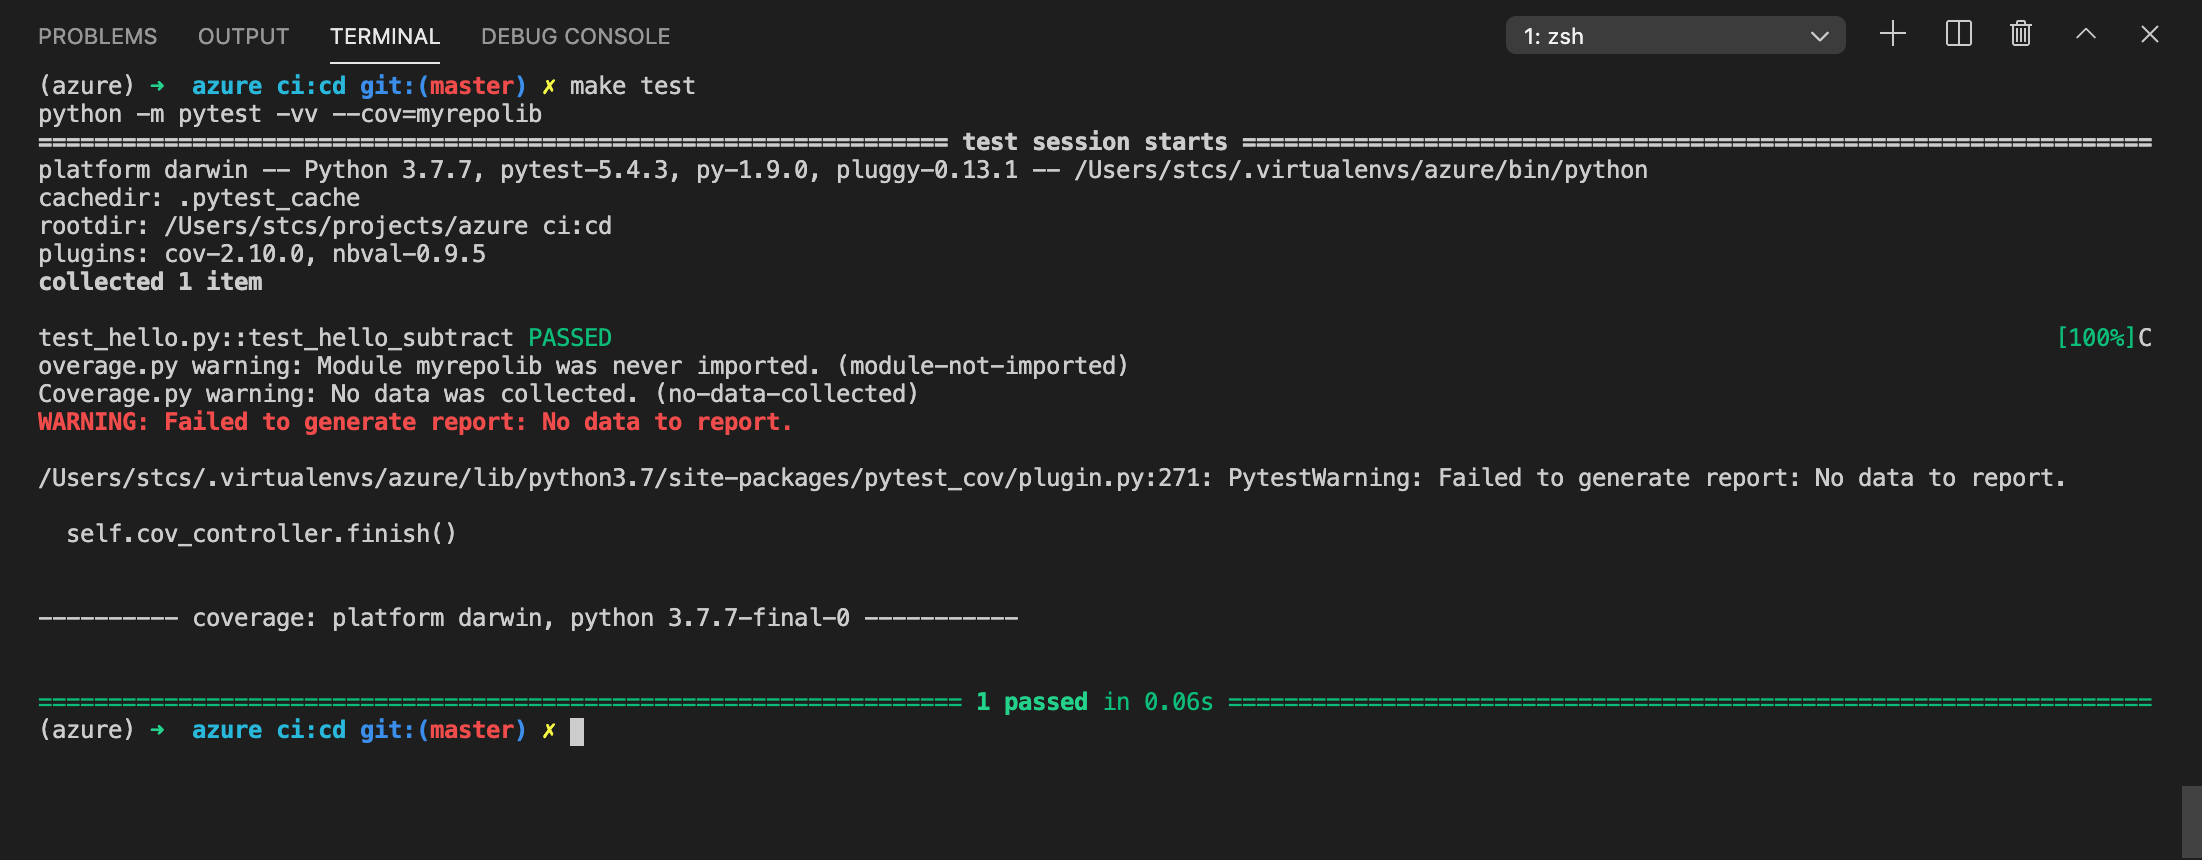 PROBLEMS OUTPUT TERMINAL DEBUG CONSOLE 1: zsh
(azure) ➜  azure ci:cd git:(master) ✗ make test
python -m pytest -vv --cov=myrepolib
================================================================= test session starts =================================================================
platform darwin -- Python 3.7.7, pytest-5.4.3, py-1.9.0, pluggy-0.13.1 -- /Users/stcs/.virtualenvs/azure/bin/python
cachedir: .pytest_cache
rootdir: /Users/stcs/projects/azure ci:cd
plugins: cov-2.10.0, nbval-0.9.5
collected 1 item
test_hello.py::test_hello_subtract PASSED [100%]C
overage.py warning: Module myrepolib was never imported. (module-not-imported)
Coverage.py warning: No data was collected. (no-data-collected)
WARNING: Failed to generate report: No data to report.
/Users/stcs/.virtualenvs/azure/lib/python3.7/site-packages/pytest_cov/plugin.py:271: PytestWarning: Failed to generate report: No data to report.
self.cov_controller.finish()
---------- coverage: platform darwin, python 3.7.7-final-0 -----------
================================================================== 1 passed in 0.06s ==================================================================
(azure) ➜  azure ci:cd git:(master) ✗